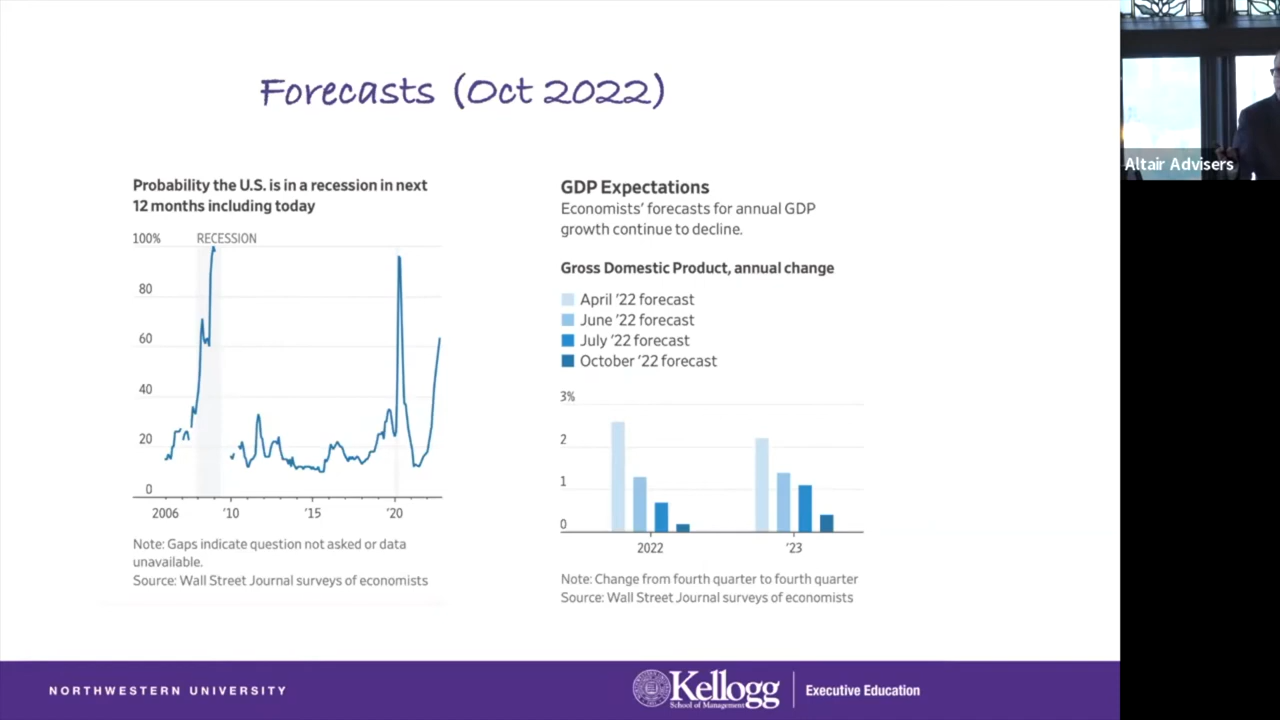 Forecasts (Oct 2022)
Altair Advisers
Probability the U.S. is in a recession in next
12 months including today
100%
RECESSION
80
60
40
20
0
2006
'10
'15
'20
Note: Gaps indicate question not asked or data
unavailable.
Source: Wall Street Journal surveys of economists
GDP Expectations
Economists' forecasts for annual GDP
growth continue to decline.
Gross Domestic Product, annual change
April '22 forecast
June '22 forecast
July '22 forecast
October '22 forecast
3%
2
1
0
2022
'23
Note: Change from fourth quarter to fourth quarter
Source: Wall Street Journal surveys of economists
NORTHWESTERN UNIVERSITY
Kellogg
School of Management
Executive Education